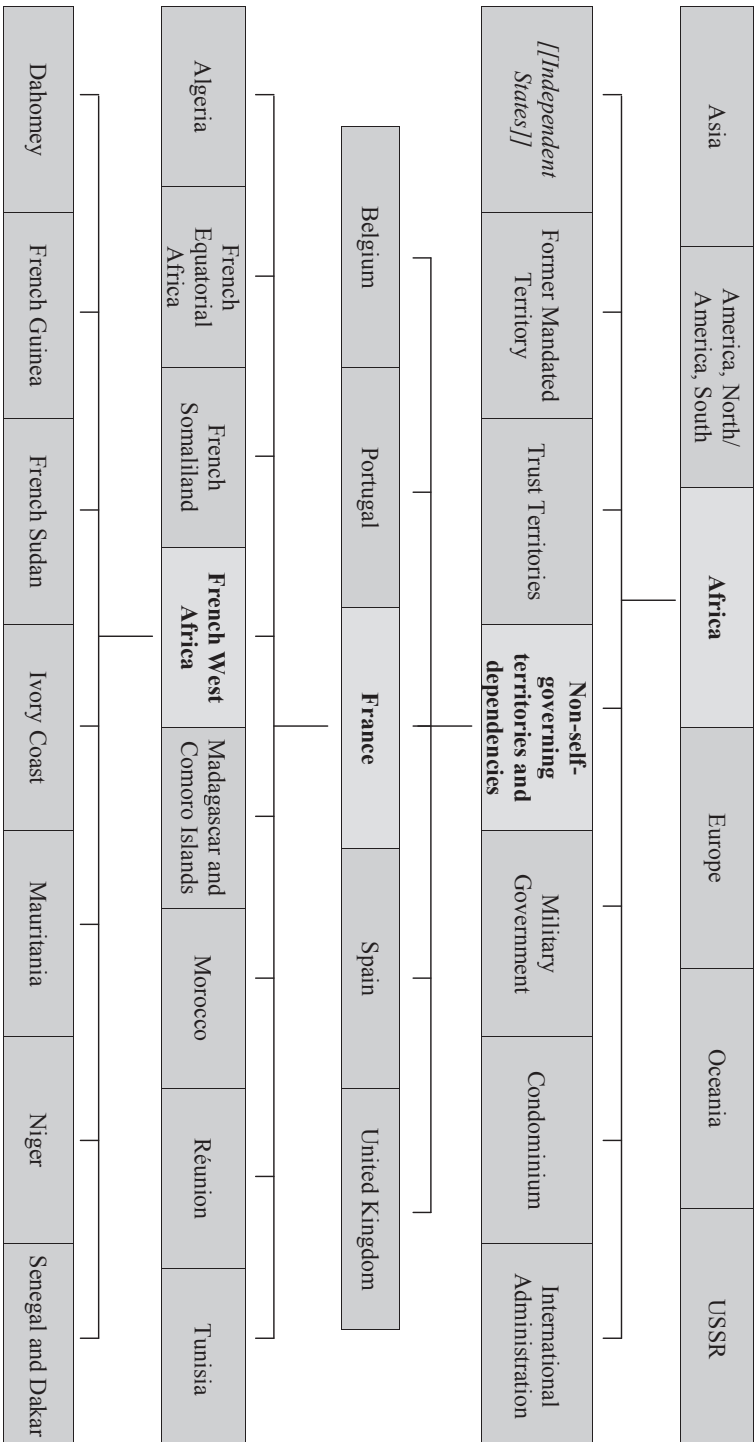 Asia
America, North/
America, South
Africa
Europe
Oceania
USSR
[[Independent
States]]
Former Mandated
Territory
Trust Territories
Non-self-
governing
territories and
dependencies
Military
Government
Condominium
International
Administration
Belgium
Portugal
France
Spain
United Kingdom
Algeria
French
Equatorial
Africa
French
Somaliland
French West
Africa
Madagascar and
Comoro Islands
Morocco
Réunion
Tunisia
Dahomey
French Guinea
French Sudan
Ivory Coast
Mauritania
Niger
Senegal and Dakar